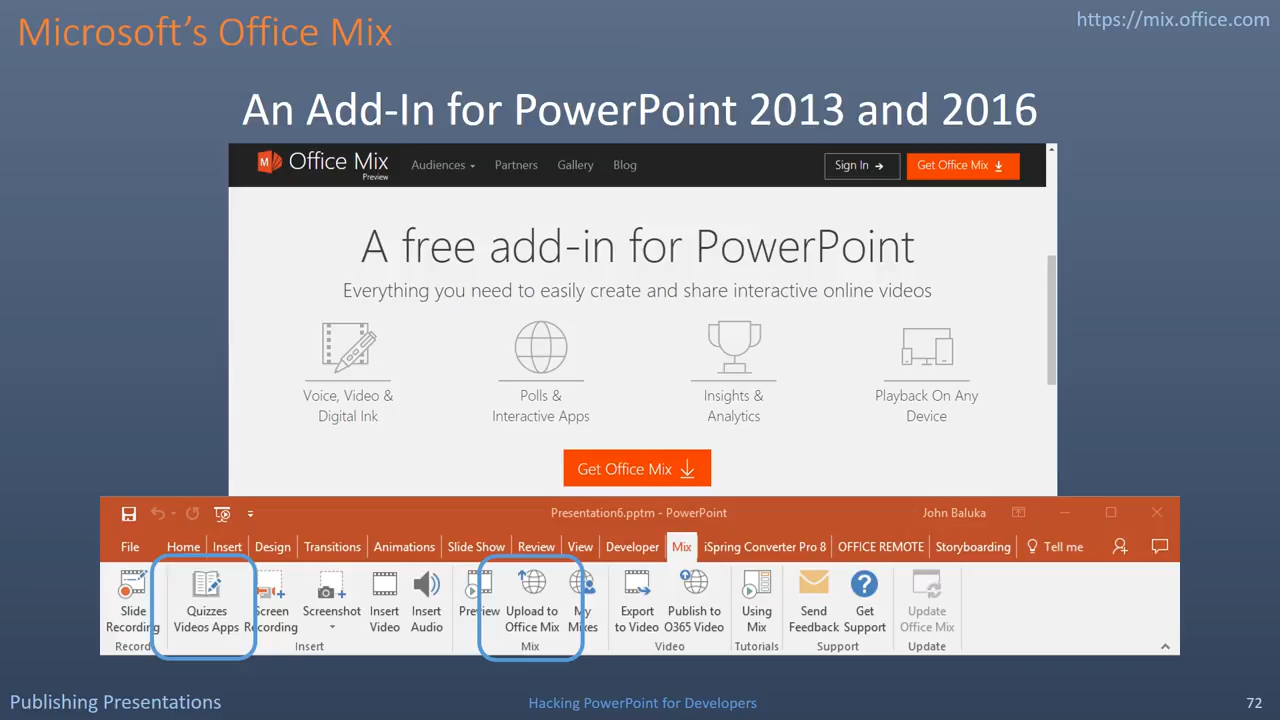 Microsoft's Office Mix
https://mix.office.com
An Add-In for PowerPoint 2013 and 2016
Office Mix
Preview
Audiences Partners Gallery Blog
Sign In
Get Office Mix
A free add-in for PowerPoint
Everything you need to easily create and share interactive online videos
Voice, Video &
Digital Ink
Polls &
Interactive Apps
Insights &
Analytics
Playback On Any
Device
Get Office Mix
Presentation6.pptm - PowerPoint
John Baluka
File Home Insert Design Transitions Animations Slide Show Review View Developer Mix iSpring Converter Pro 8 OFFICE REMOTE Storyboarding Tell me
Slide
Recording
Quizzes
Videos Apps
Screen
Recording
Screenshot
Insert
Video
Insert
Audio
Preview
Upload to
Office Mix
My
Mixes
Export
to Video
Publish to
O365 Video
Using
Mix
Send
Feedback
Get
Support
Update
Office Mix
Record Insert Mix Video Tutorials Support Update
Publishing Presentations
Hacking PowerPoint for Developers
72